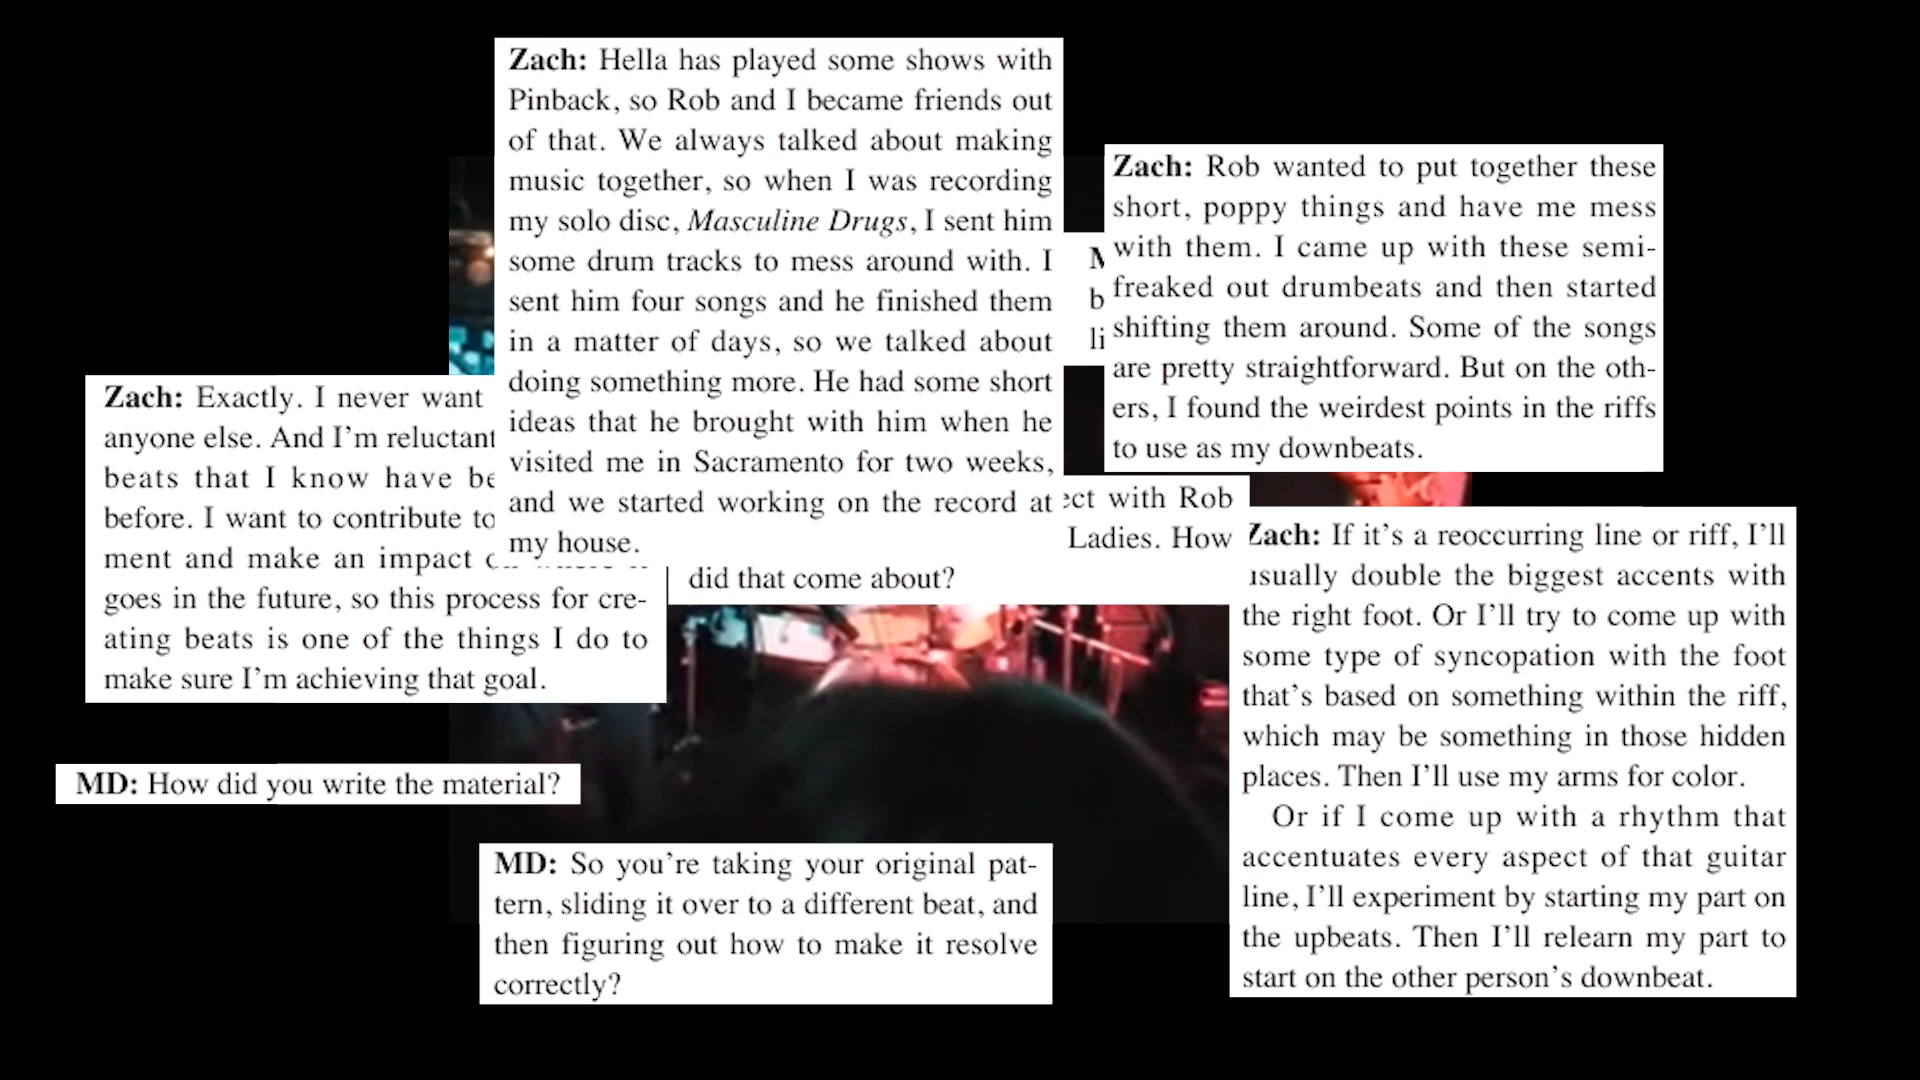 Zach: Hella has played some shows with
Pinback, so Rob and I became friends out
of that. We always talked about making
music together, so when I was recording
my solo disc, Masculine Drugs, I sent him
some drum tracks to mess around with. I
sent him four songs and he finished them
in a matter of days, so we talked about
doing something more. He had some short
ideas that he brought with him when he
visited me in Sacramento for two weeks,
and we started working on the record at
my house.
Zach: Rob wanted to put together these
short, poppy things and have me mess
with them. I came up with these semi-
freaked out drumbeats and then started
shifting them around. Some of the songs
are pretty straightforward. But on the oth-
ers, I found the weirdest points in the riffs
to use as my downbeats.
Zach: Exactly. I never want
anyone else. And I'm reluctant
beats that I know have
before. I want to contribute to
ment and make an impact
goes in the future, so this process for cre-
ating beats is one of the things I do to
make sure I'm achieving that goal.
with Rob
Ladies. How
did that come about?
Zach: If it's a reoccurring line or riff, I'll
usually double the biggest accents with
the right foot. Or I'll try to come up with
some type of syncopation with the foot
that's based on something within the riff,
which may be something in those hidden
places. Then I'll use my arms for color.
Or if I come up with a rhythm that
accentuates every aspect of that guitar
line, I'll experiment by starting my part on
the upbeats. Then I'll relearn my part to
start on the other person's downbeat.
MD: How did you write the material?
MD: So you're taking your original pat-
tern, sliding it over to a different beat, and
then figuring out how to make it resolve
correctly?